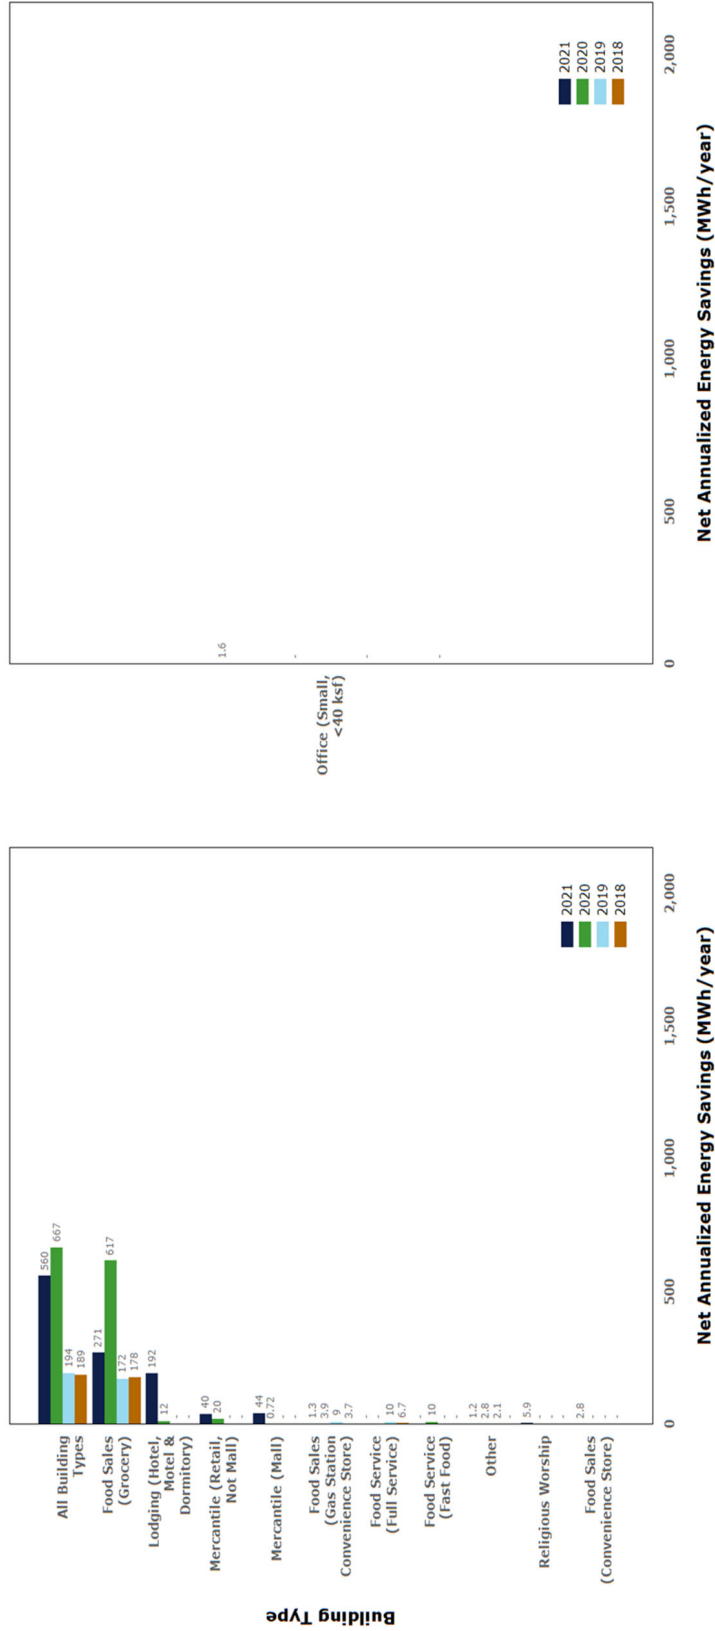 Building Type
All Building
Types
560
667
194
189
Food Sales
(Grocery)
271
617
172
178
Lodging (Hotel,
Motel &
Dormitory)
192
12
-
-
Mercantile (Retail,
Not Mall)
40
20
-
-
Mercantile (Mall)
44
0.72
-
-
Food Sales
(Gas Station
Convenience Store)
1.3
3.9
9
3.7
Food Service
(Full Service)
-
-
10
6.7
Food Service
(Fast Food)
-
10
-
-
Other
1.2
2.8
2.1
-
Religious Worship
5.9
-
-
-
Food Sales
(Convenience Store)
2.8
-
-
-
2021
2020
2019
2018
0 500 1,000 1,500 2,000
Net Annualized Energy Savings (MWh/year)
Office (Small,
<40 ksf)
1.6
-
-
-
2021
2020
2019
2018
0 500 1,000 1,500 2,000
Net Annualized Energy Savings (MWh/year)